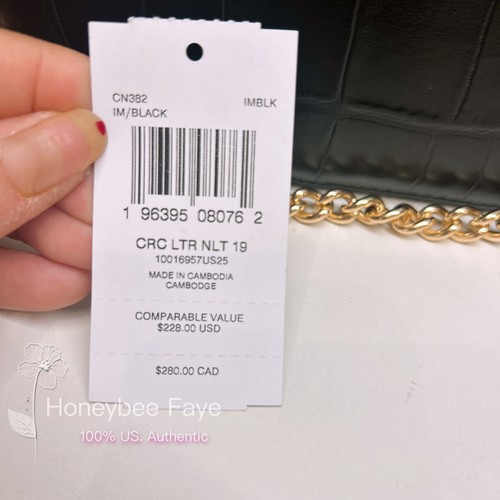 CN382
IM/BLACK
IMBLK
1 96395 08076 2
CRC LTR NLT 19
10016957US25
MADE IN CAMBODIA
CAMBODGE
COMPARABLE VALUE
$228.00 USD
$280.00 CAD
Honeybee Faye
100% US. Authentic